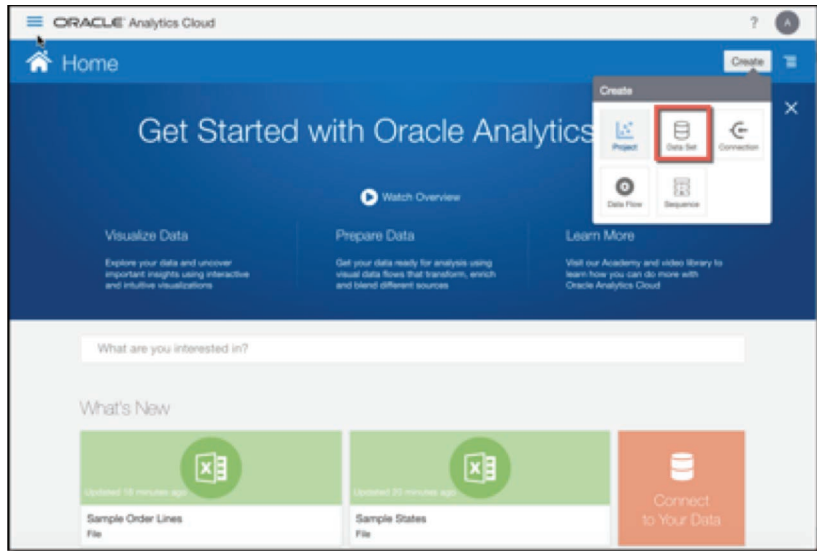 ORACLE Analytics Cloud
?
A
Home
Create
Create
Project
Data Set
Connection
Data Flow
Sequence
Get Started with Oracle Analytics
Watch Overview
Visualize Data
Explore your data and uncover
important insights using interactive
and intuitive visualizations
Prepare Data
Get your data ready for analysis using
visual data flows that transform, enrich
and blend different sources
Learn More
Visit our Academy and video library to
learn how you can do more with
Oracle Analytics Cloud
What are you interested in?
What's New
Updated 19 minutes ago
Sample Order Lines
File
Updated 20 minutes ago
Sample States
File
Connect
to Your Data